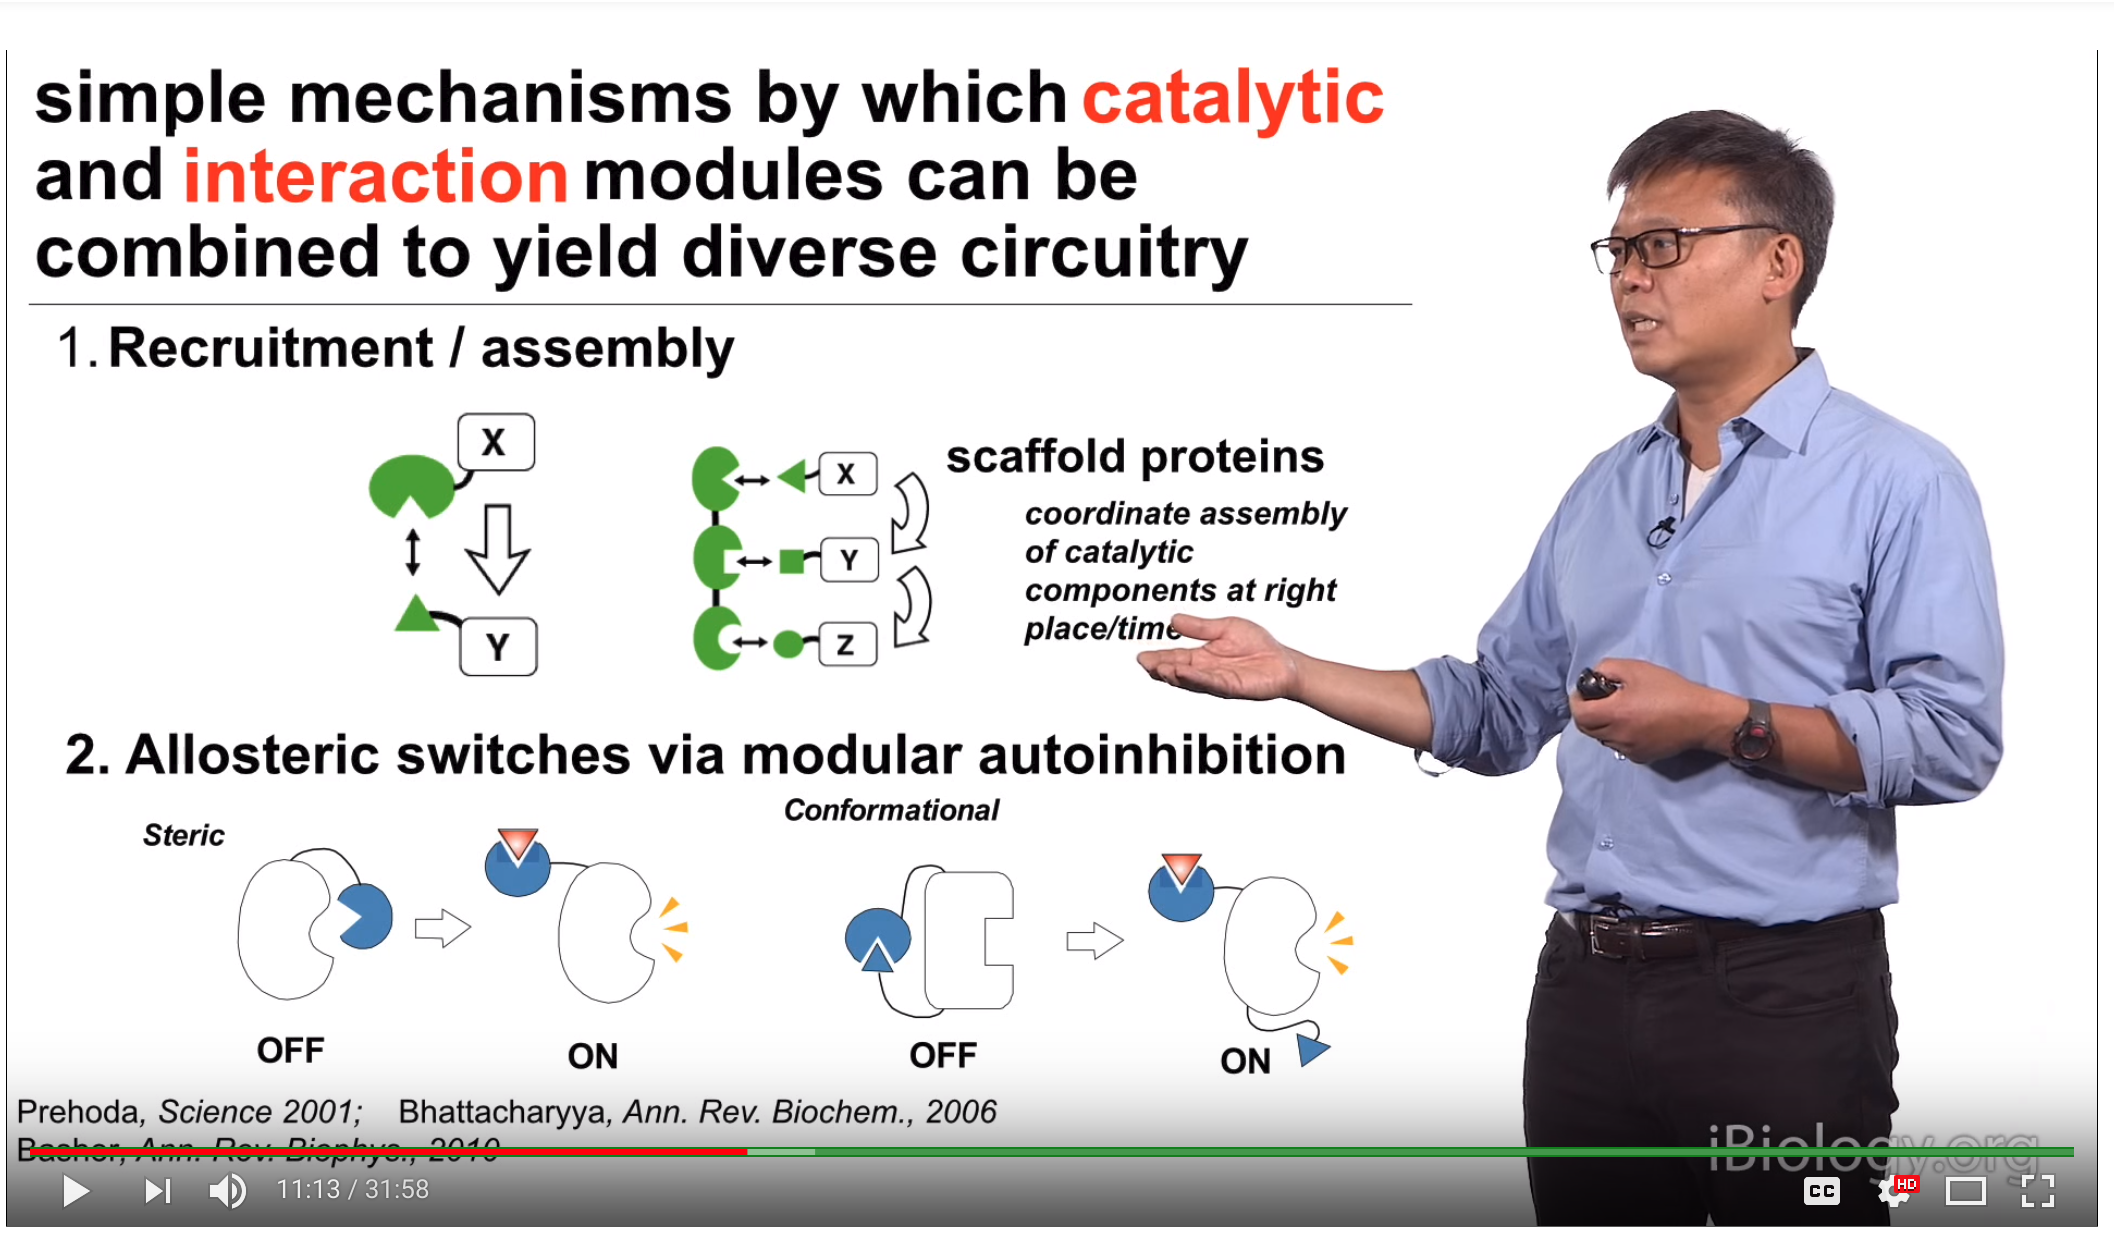 simple mechanisms by which catalytic
and interaction modules can be
combined to yield diverse circuitry
1. Recruitment / assembly
X
Y
X
Y
Z
scaffold proteins
coordinate assembly
of catalytic
components at right
place/time
2. Allosteric switches via modular autoinhibition
Steric
Conformational
OFF
ON
OFF
ON
Prehoda, Science 2001; Bhattacharyya, Ann. Rev. Biochem., 2006
Bashor, Ann. Rev. Biophys., 2010
iBiology.org
11:13 / 31:58
CC
HD